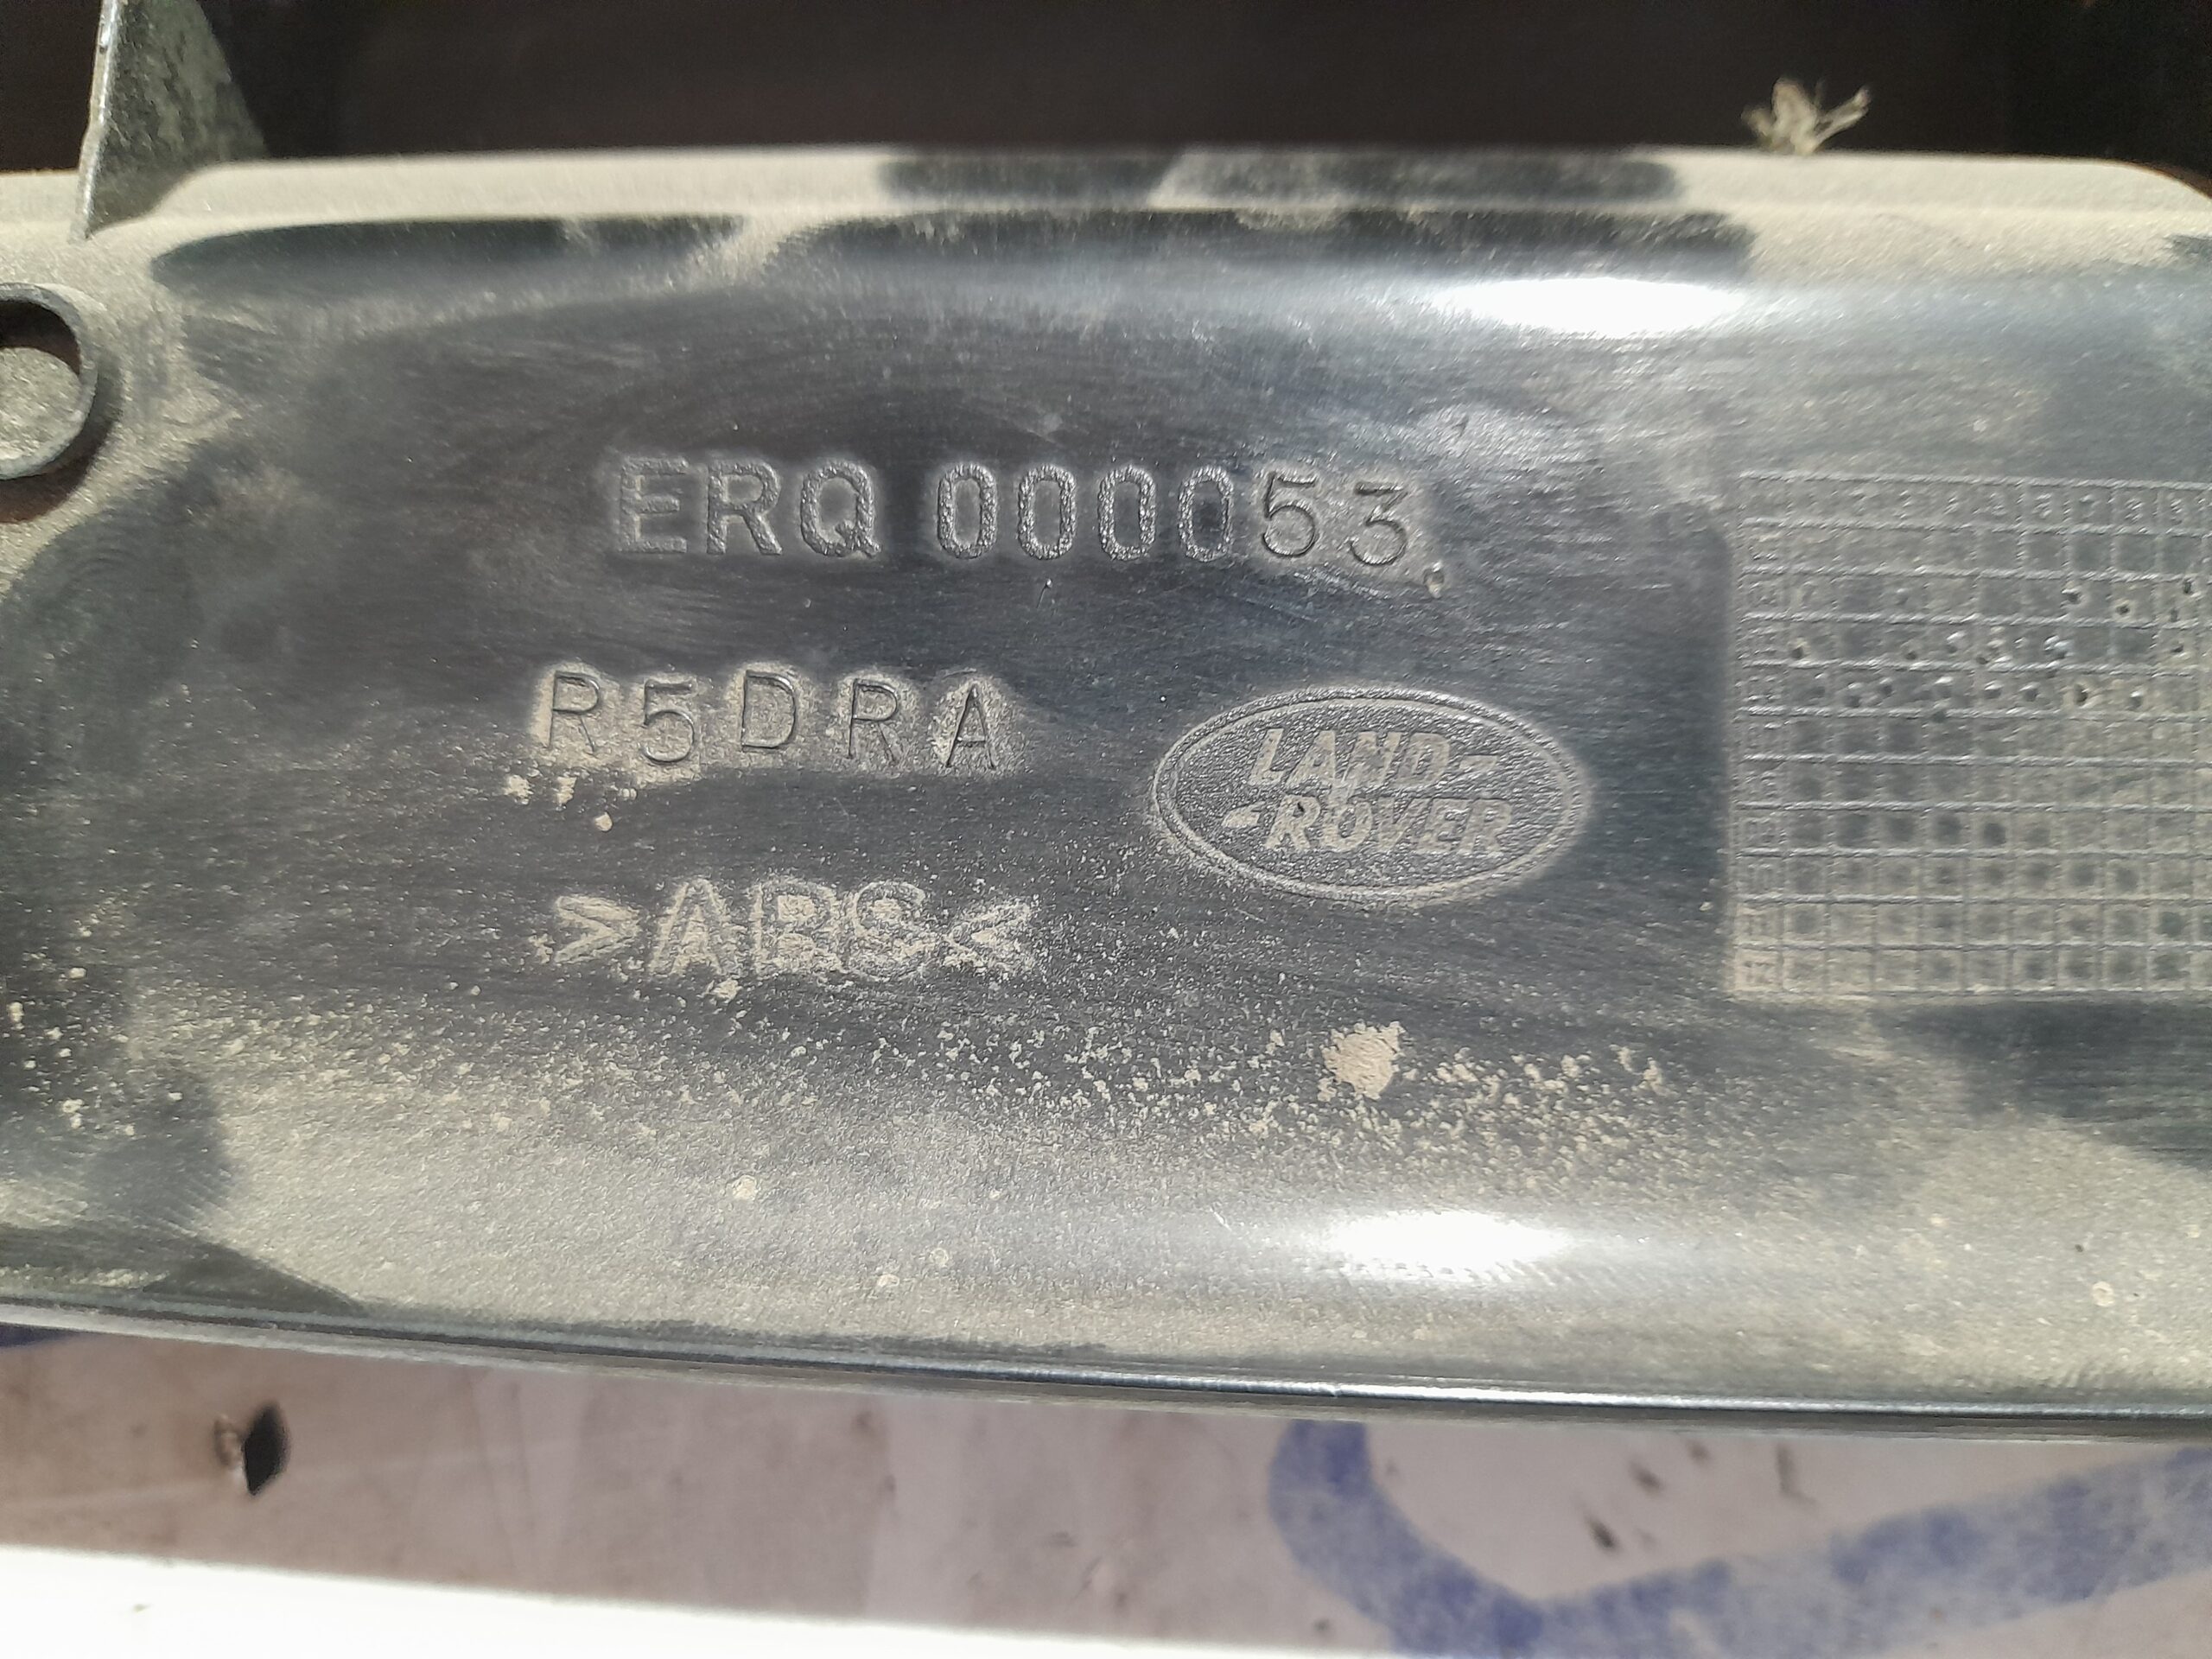 ERQ 000053
R5DRA
LAND-
-ROVER
>ABS<